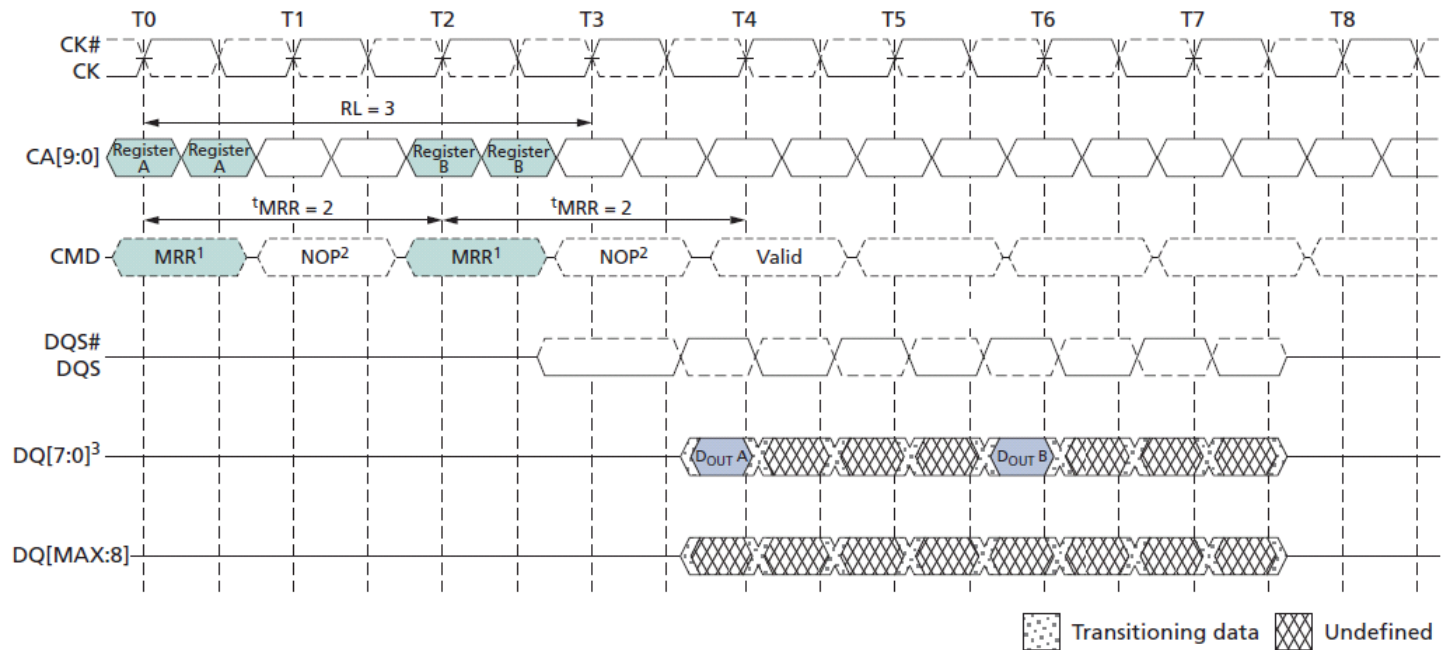 T0 T1 T2 T3 T4 T5 T6 T7 T8
CK#
CK
RL = 3
CA[9:0] Register A Register A Register B Register B
tMRR = 2 tMRR = 2
CMD MRR1 NOP2 MRR1 NOP2 Valid
DQS#
DQS
DQ[7:0]3 DOUT A DOUT B
DQ[MAX:8]
Transitioning data Undefined